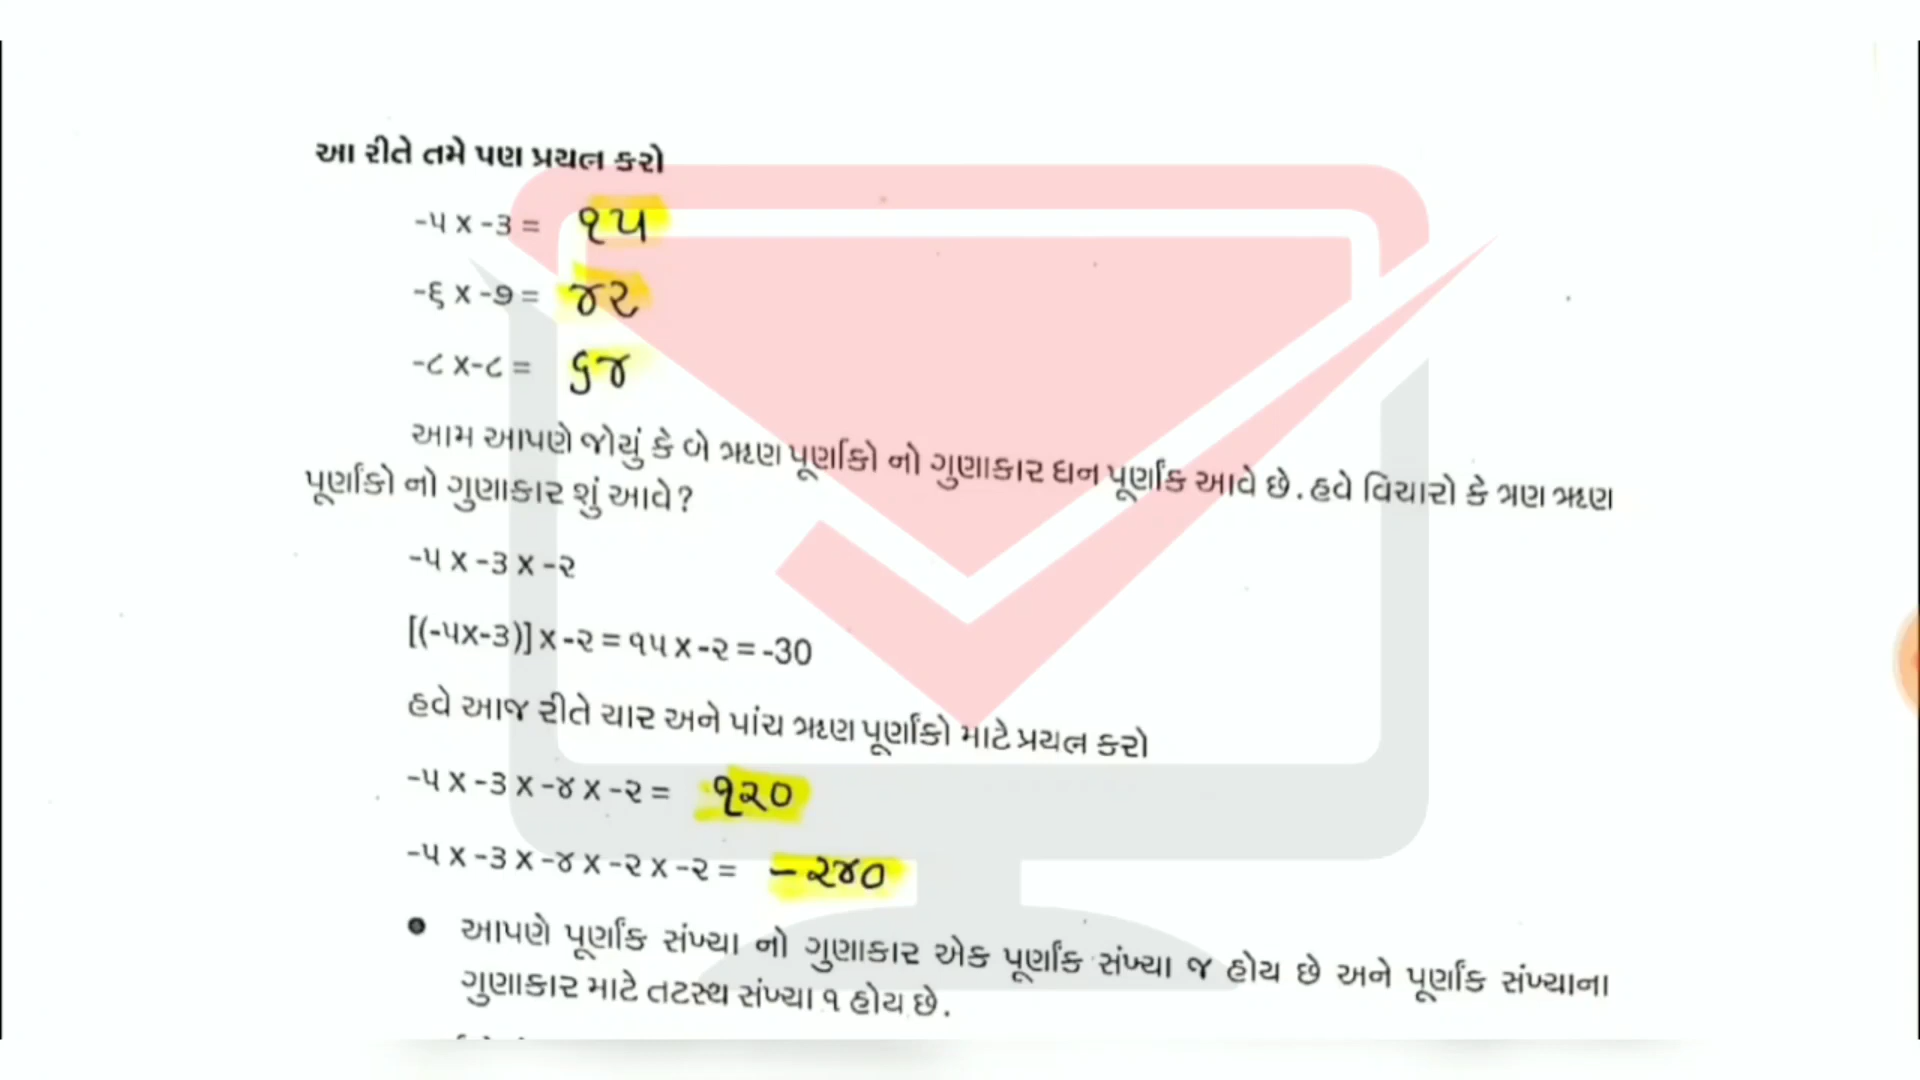 આ રીતે તમે પણ પ્રયત્ન કરો
-૫ X -૩ = ૧૫
-૬ X -૭ = ૪૨
-૮ X-૮ = ૬૪
આમ આપણે જોયું કે બે ઋણ પૂર્ણાંકો નો ગુણાકાર ઘન પૂર્ણાંક આવે છે.હવે વિચારો કે ત્રણ ઋણ
પૂર્ણાંકો નો ગુણાકાર શું આવે?
-૫ X -૩ X -૨
[(-૫X-૩)] X -૨ = ૧૫ X -૨ = -30
હવે આજ રીતે ચાર અને પાંચ ઋણ પૂર્ણાંકો માટે પ્રયત્ન કરો
-૫ X -૩ X -૪ X -૨ = ૧૨૦
-૫ X -૩ X -૪ X -૨ X -૨ = -૨૪૦
• આપણે પૂર્ણાંક સંખ્યા નો ગુણાકાર એક પૂર્ણાંક સંખ્યા જ હોય છે અને પૂર્ણાંક સંખ્યાના
ગુણાકાર માટે તટસ્થ સંખ્યા ૧ હોય છે.